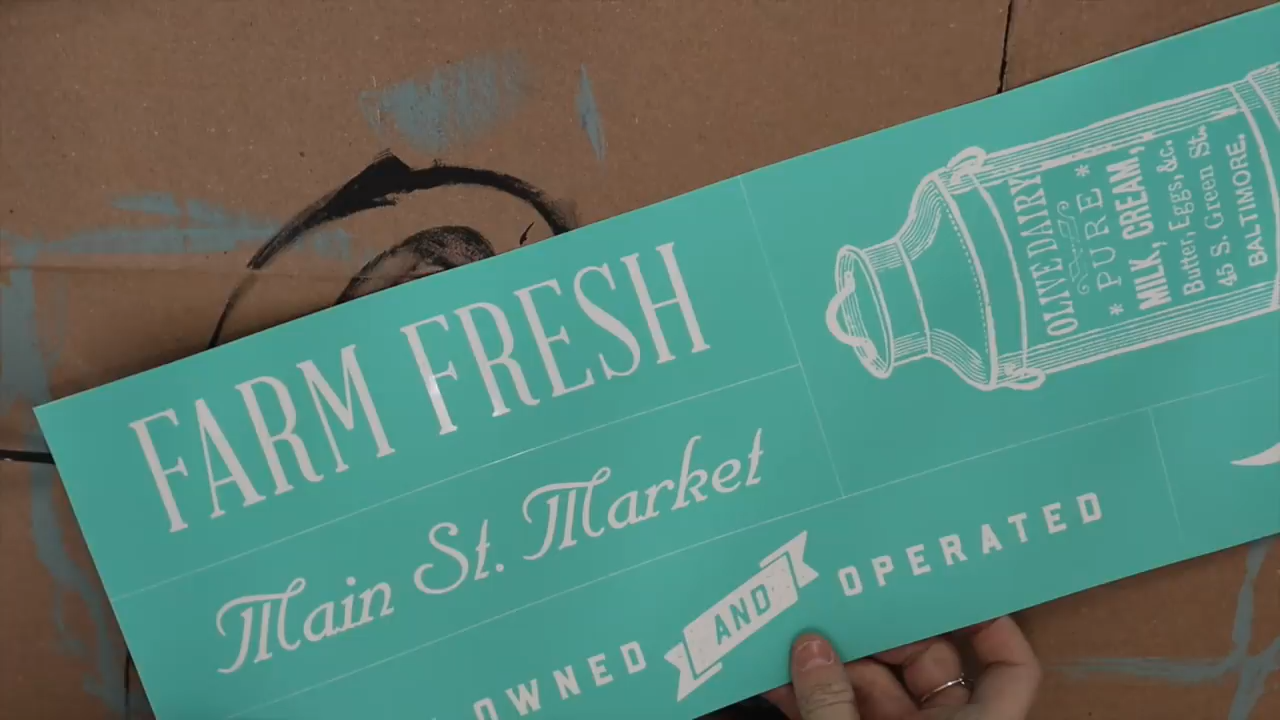 FARM FRESH
Main St. Market
OWNED AND OPERATED
OLIVE DAIRY
* PURE *
MILK, CREAM,
Butter, Eggs, &c.
45 S. Green St.
BALTIMORE.